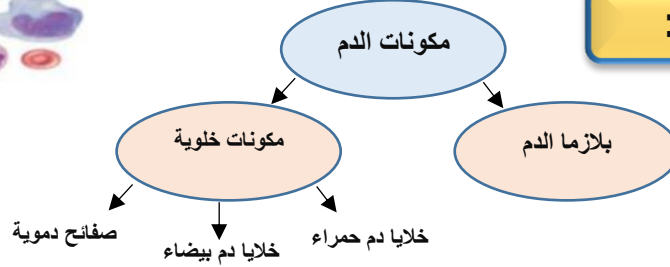 مكونات الدم
بلازما الدم
مكونات خلوية
خلايا دم حمراء
خلايا دم بيضاء
صفائح دموية